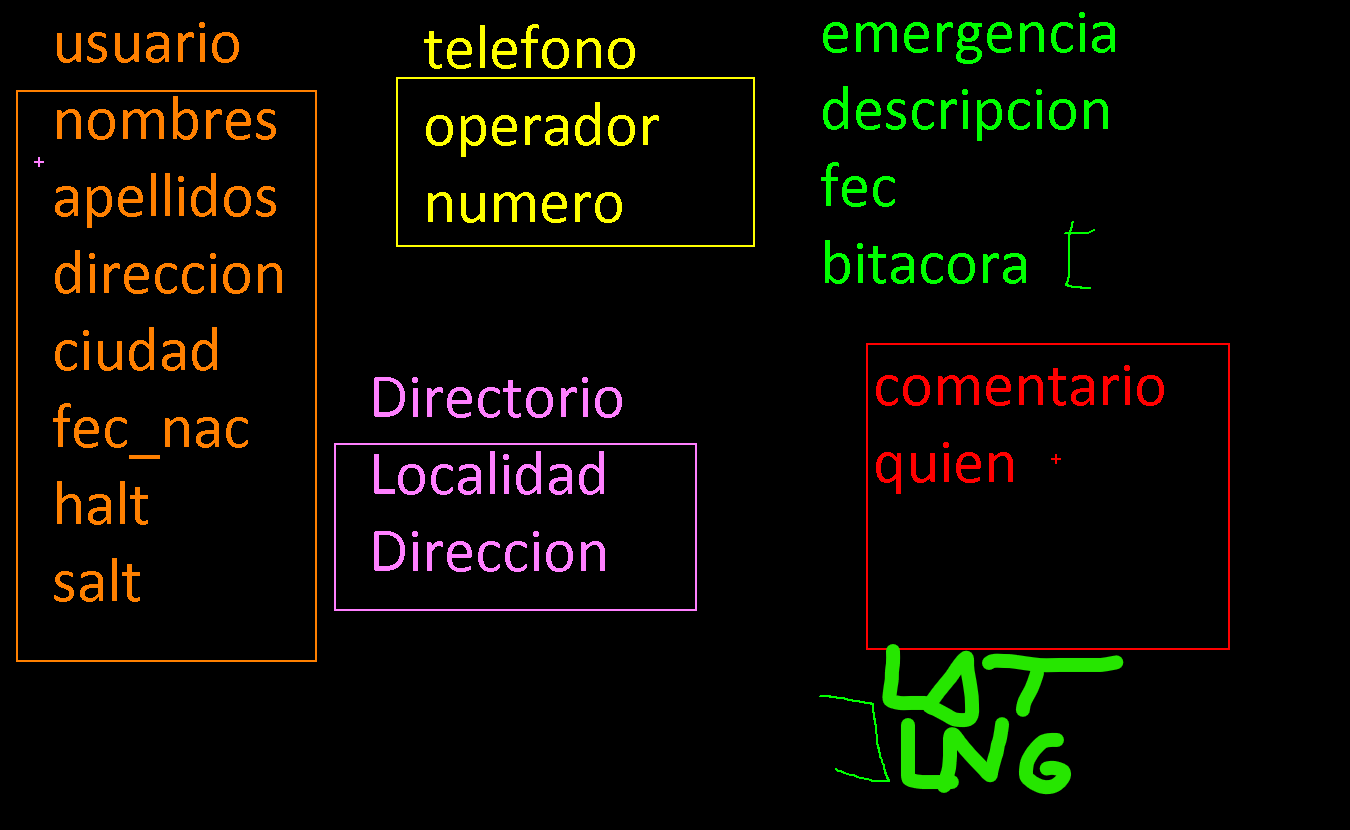 usuario
nombres
apellidos
direccion
ciudad
fec_nac
halt
salt
telefono
operador
numero
Directorio
Localidad
Direccion
emergencia
descripcion
fec
bitacora [
comentario
quien
LAT
LNG